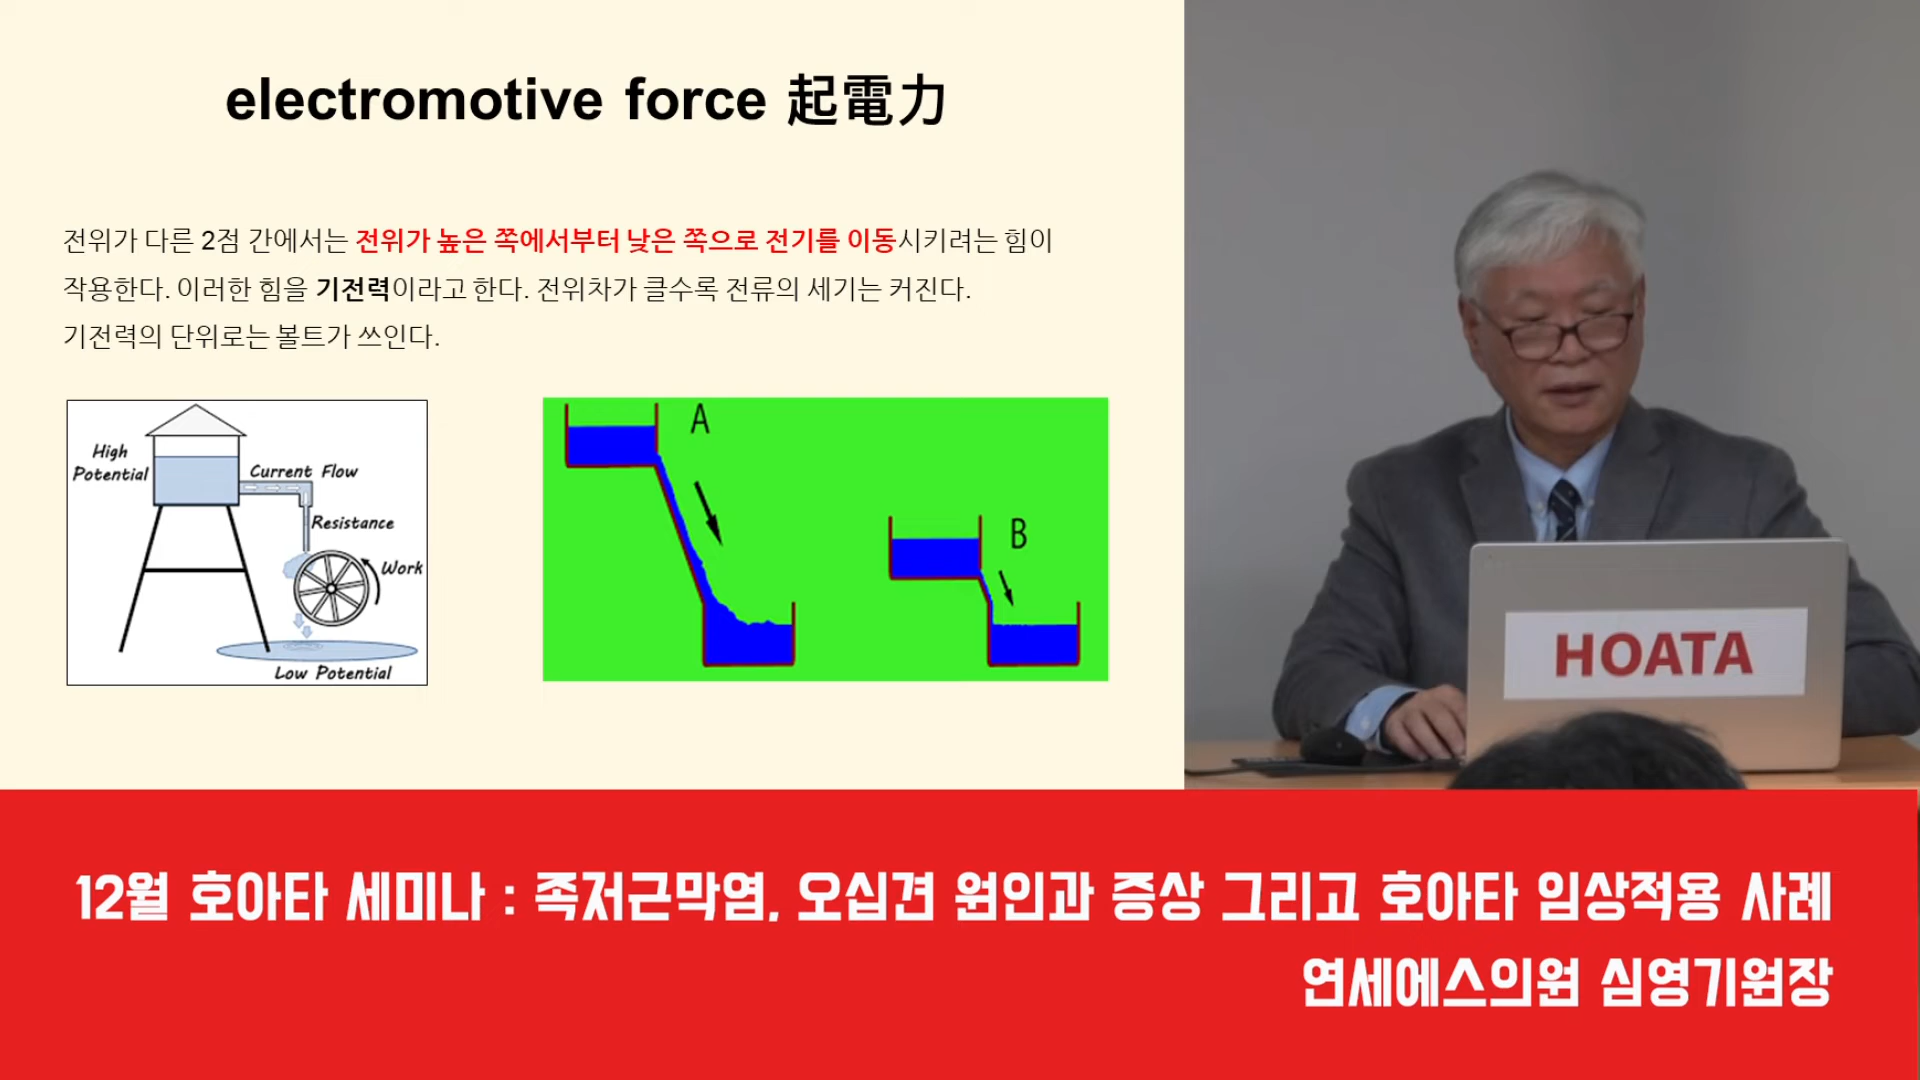 electromotive force 起電力
전위가 다른 2점 간에서는 전위가 높은 쪽에서부터 낮은 쪽으로 전기를 이동시키려는 힘이
작용한다. 이러한 힘을 기전력이라고 한다. 전위차가 클수록 전류의 세기는 커진다.
기전력의 단위로는 볼트가 쓰인다.
High
Potential
Current Flow
Resistance
Work
Low Potential
A
B
HOATA
12월 호아타 세미나 : 족저근막염, 오십견 원인과 증상 그리고 호아타 임상적용 사례
연세에스의원 심영기원장